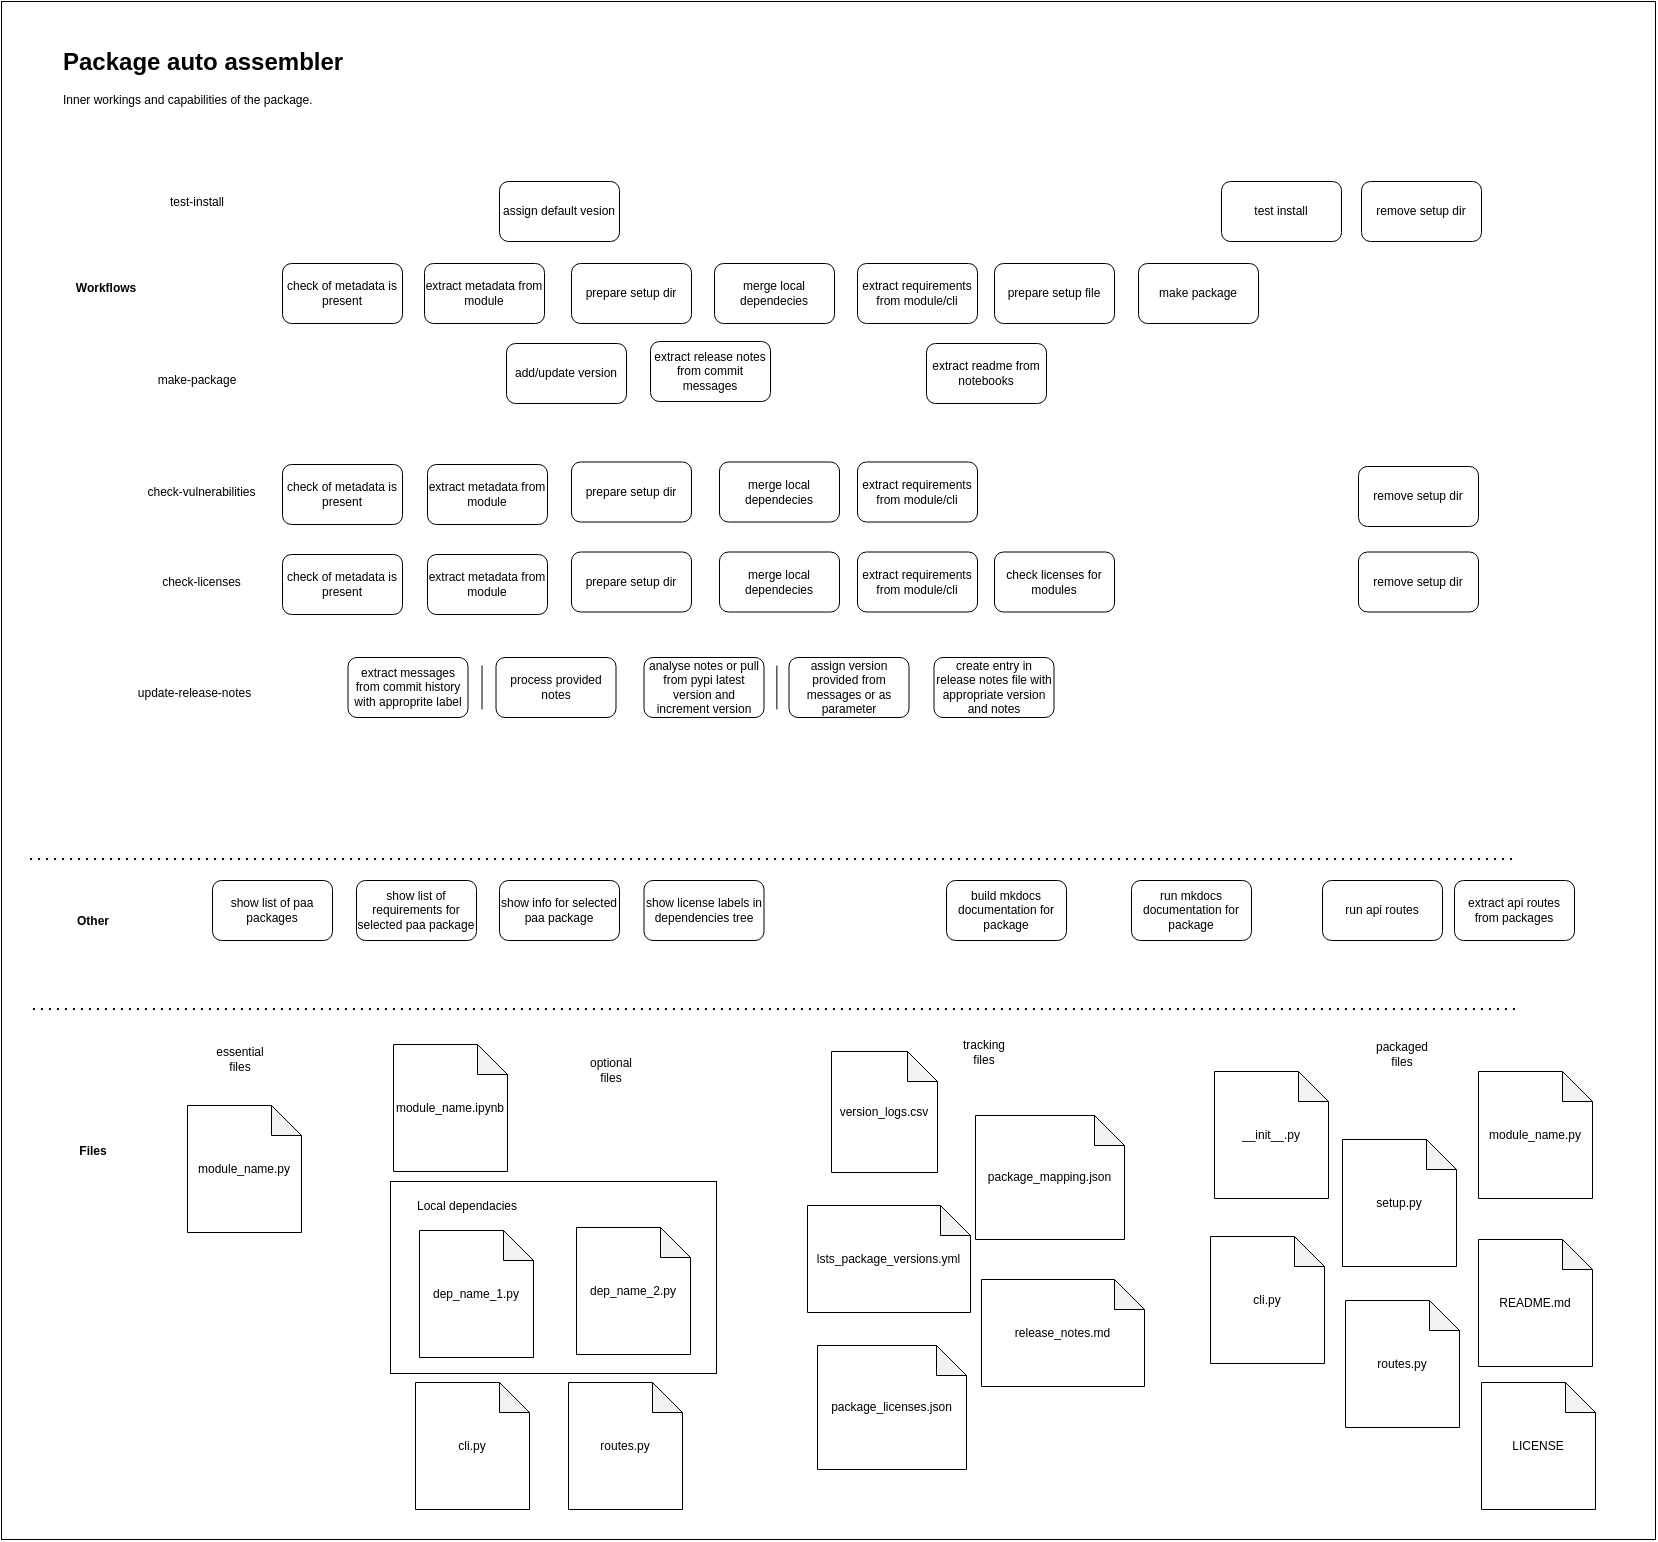 Package auto assembler
Inner workings and capabilities of the package.
test-install
assign default vesion
test install
remove setup dir
Workflows
check of metadata is
present
extract metadata from
module
prepare setup dir
merge local
dependecies
extract requirements
from module/cli
prepare setup file
make package
make-package
add/update version
extract release notes
from commit
messages
extract readme from
notebooks
check-vulnerabilities
check of metadata is
present
extract metadata from
module
prepare setup dir
merge local
dependecies
extract requirements
from module/cli
remove setup dir
check-licenses
check of metadata is
present
extract metadata from
module
prepare setup dir
merge local
dependecies
extract requirements
from module/cli
check licenses for
modules
remove setup dir
update-release-notes
extract messages
from commit history
with approprite label
process provided
notes
analyse notes or pull
from pypi latest
version and
increment version
assign version
provided from
messages or as
parameter
create entry in
release notes file with
appropriate version
and notes
Other
show list of paa
packages
show list of
requirements for
selected paa package
show info for selected
paa package
show license labels in
dependencies tree
build mkdocs
documentation for
package
run mkdocs
documentation for
package
run api routes
extract api routes
from packages
Files
essential
files
module_name.py
optional
files
module_name.ipynb
Local dependacies
dep_name_1.py
dep_name_2.py
cli.py
routes.py
tracking
files
version_logs.csv
package_mapping.json
lsts_package_versions.yml
release_notes.md
package_licenses.json
packaged
files
__init__.py
module_name.py
setup.py
cli.py
README.md
routes.py
LICENSE